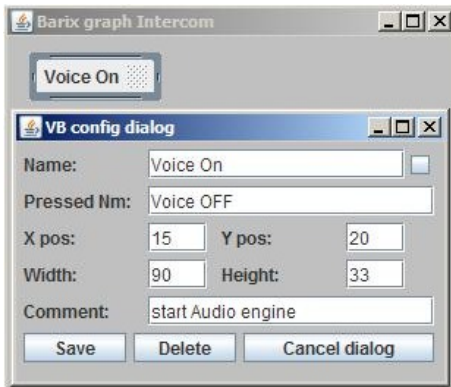 Barix graph Intercom
Voice On
VB config dialog
Name: Voice On
Pressed Nm: Voice OFF
X pos: 15 Y pos: 20
Width: 90 Height: 33
Comment: start Audio engine
Save Delete Cancel dialog